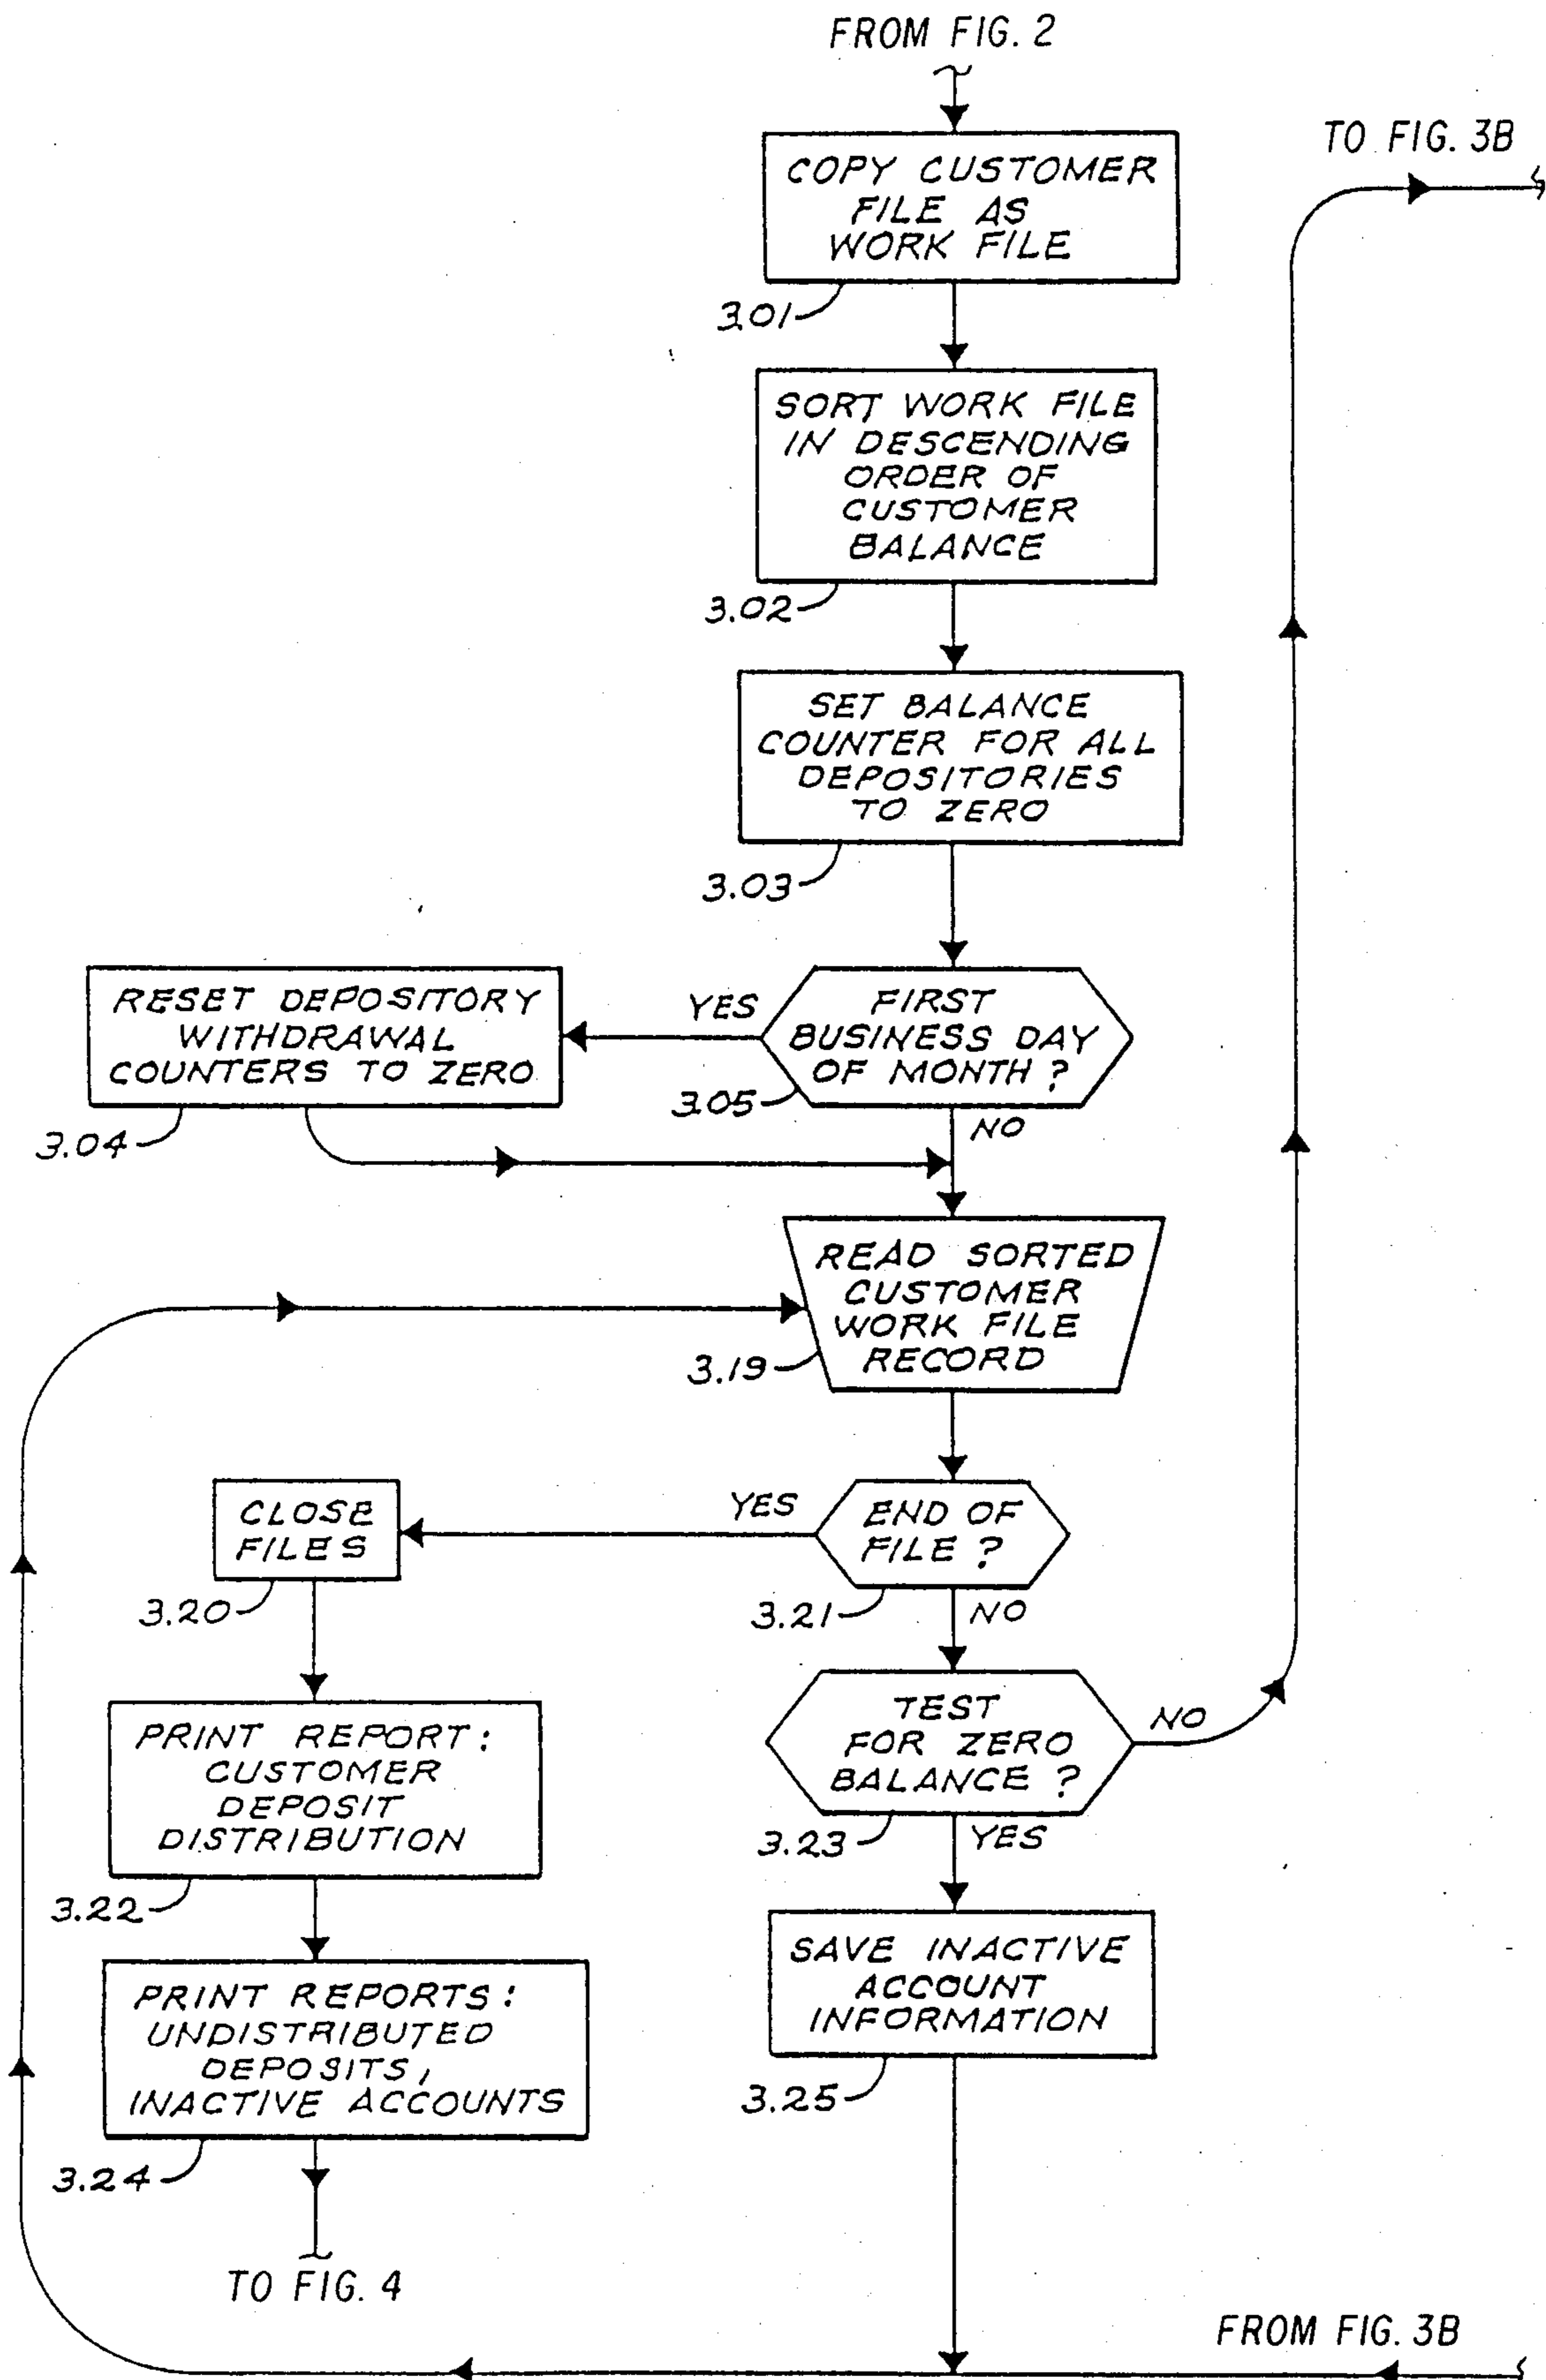 FROM FIG. 2
TO FIG. 3B
COPY CUSTOMER
FILE AS
WORK FILE
3.01
SORT WORK FILE
IN DESCENDING
ORDER OF
CUSTOMER
BALANCE
3.02
SET BALANCE
COUNTER FOR ALL
DEPOSITORIES
TO ZERO
3.03
FIRST
BUSINESS DAY
OF MONTH ?
3.05
YES
NO
RESET DEPOSITORY
WITHDRAWAL
COUNTERS TO ZERO
3.04
READ SORTED
CUSTOMER
WORK FILE
RECORD
3.19
END OF
FILE ?
3.21
YES
NO
CLOSE
FILES
3.20
PRINT REPORT :
CUSTOMER
DEPOSIT
DISTRIBUTION
3.22
PRINT REPORTS :
UNDISTRIBUTED
DEPOSITS,
INACTIVE ACCOUNTS
3.24
TO FIG. 4
TEST
FOR ZERO
BALANCE ?
3.23
NO
YES
SAVE INACTIVE
ACCOUNT
INFORMATION
3.25
FROM FIG. 3B